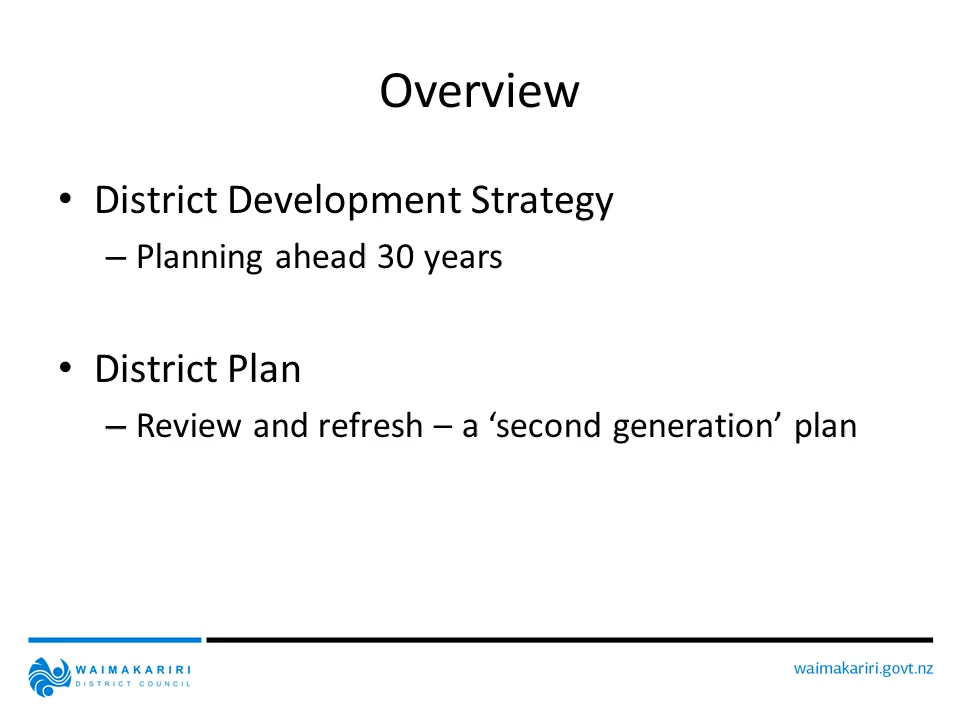 Overview
• District Development Strategy
– Planning ahead 30 years
• District Plan
– Review and refresh – a ‘second generation’ plan
WAIMAKARIRI
DISTRICT COUNCIL
waimakariri.govt.nz